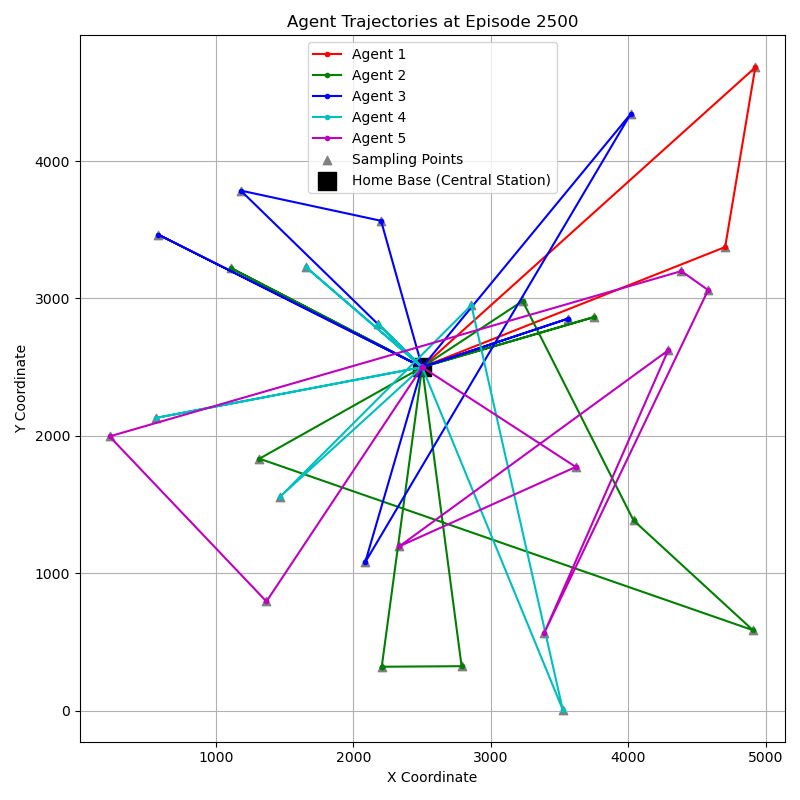 Agent Trajectories at Episode 2500
Agent 1
Agent 2
Agent 3
Agent 4
Agent 5
Sampling Points
Home Base (Central Station)
Y Coordinate
4000
3000
2000
1000
0
1000 2000 3000 4000 5000
X Coordinate